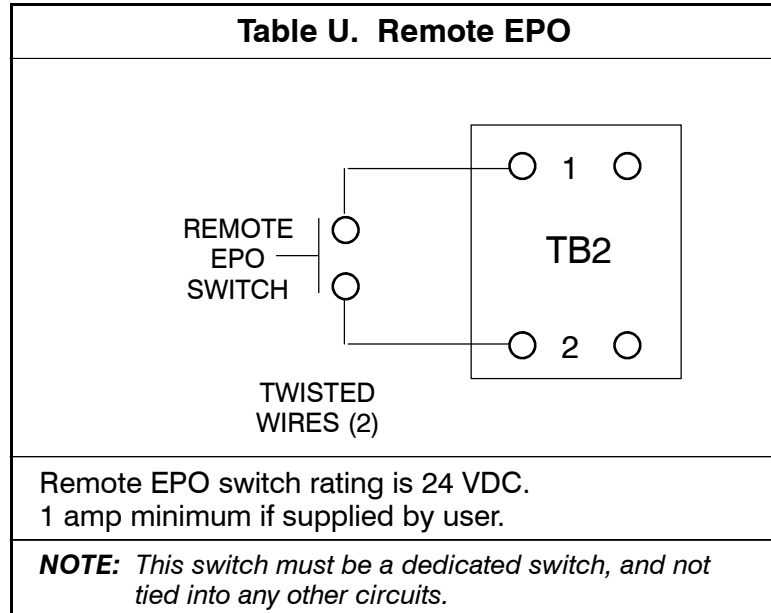 Table U. Remote EPO
REMOTE
EPO
SWITCH
1
TB2
2
TWISTED
WIRES (2)
Remote EPO switch rating is 24 VDC.
1 amp minimum if supplied by user.
NOTE: This switch must be a dedicated switch, and not
tied into any other circuits.